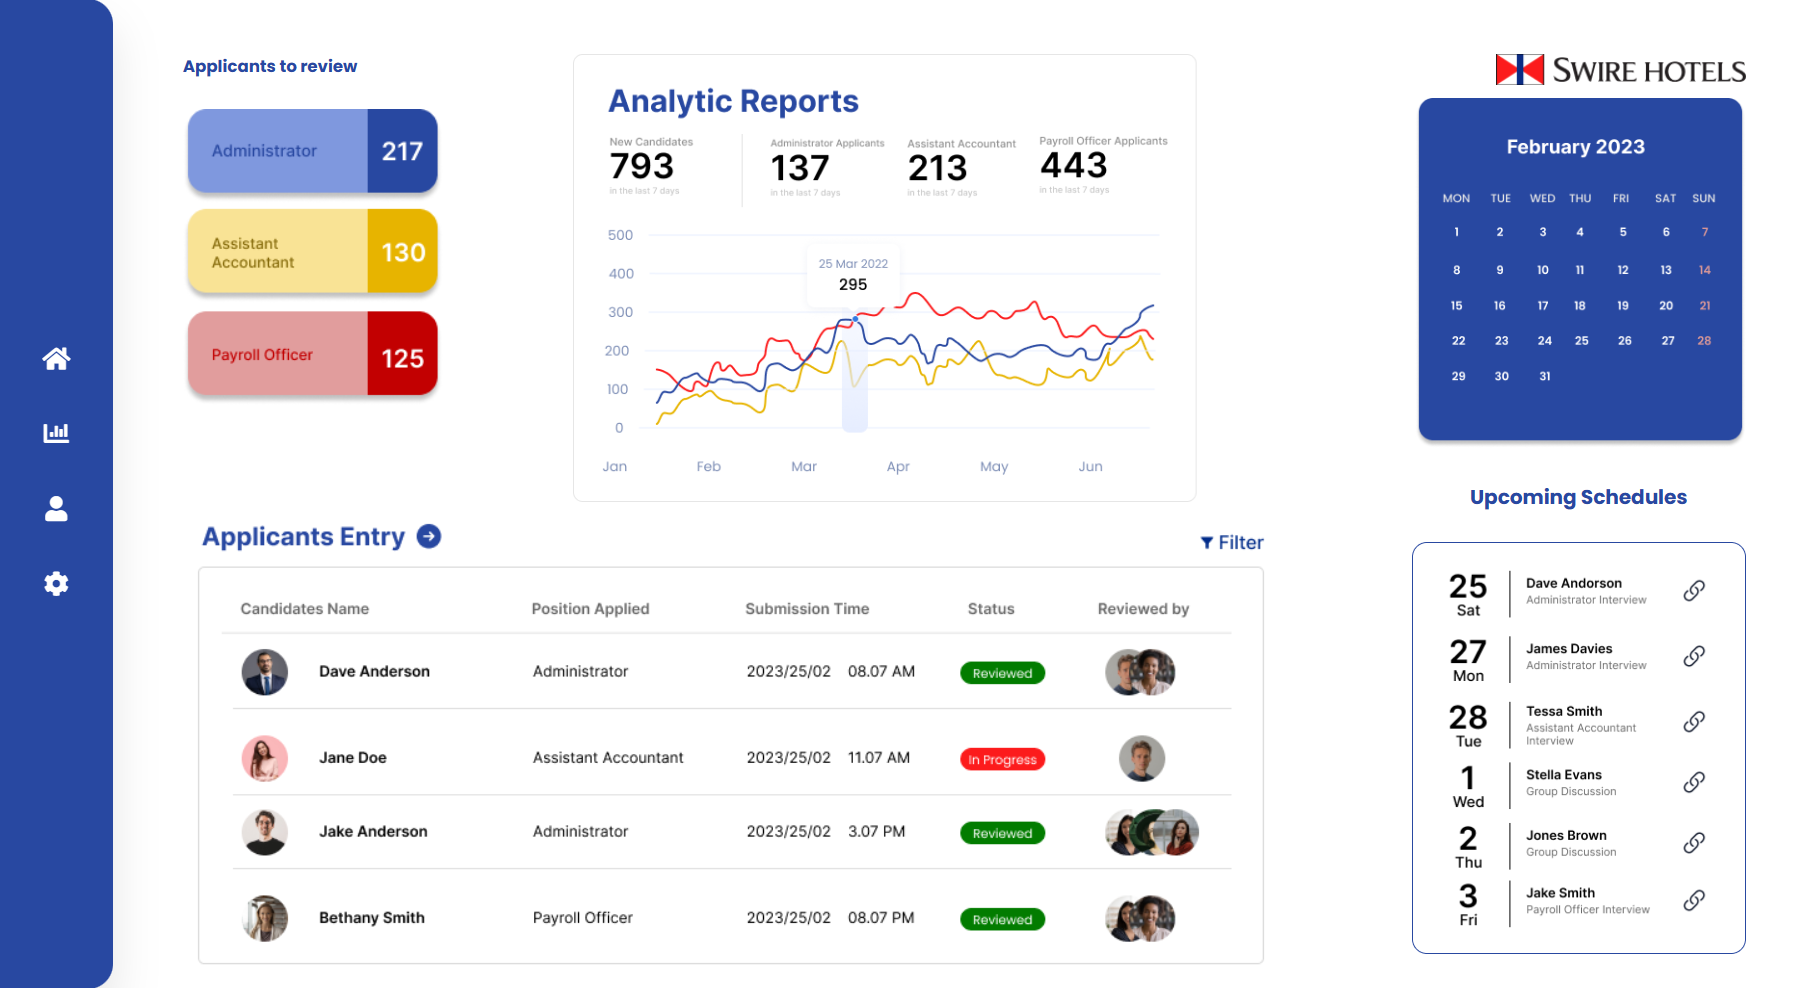 Applicants to review
Administrator 217
Assistant
Accountant 130
Payroll Officer 125
Analytic Reports
New Candidates
793
in the last 7 days
Administrator Applicants
137
in the last 7 days
Assistant Accountant
213
in the last 7 days
Payroll Officer Applicants
443
in the last 7 days
500
400
300
200
100
0
25 Mar 2022
295
Jan Feb Mar Apr May Jun
SWIRE HOTELS
February 2023
MON TUE WED THU FRI SAT SUN
1 2 3 4 5 6 7
8 9 10 11 12 13 14
15 16 17 18 19 20 21
22 23 24 25 26 27 28
29 30 31
Applicants Entry
Filter
Candidates Name Position Applied Submission Time Status Reviewed by
Dave Anderson Administrator 2023/25/02 08.07 AM Reviewed
Jane Doe Assistant Accountant 2023/25/02 11.07 AM In Progress
Jake Anderson Administrator 2023/25/02 3.07 PM Reviewed
Bethany Smith Payroll Officer 2023/25/02 08.07 PM Reviewed
Upcoming Schedules
25
Sat
Dave Andorson
Administrator Interview
27
Mon
James Davies
Administrator Interview
28
Tue
Tessa Smith
Assistant Accountant
Interview
1
Wed
Stella Evans
Group Discussion
2
Thu
Jones Brown
Group Discussion
3
Fri
Jake Smith
Payroll Officer Interview